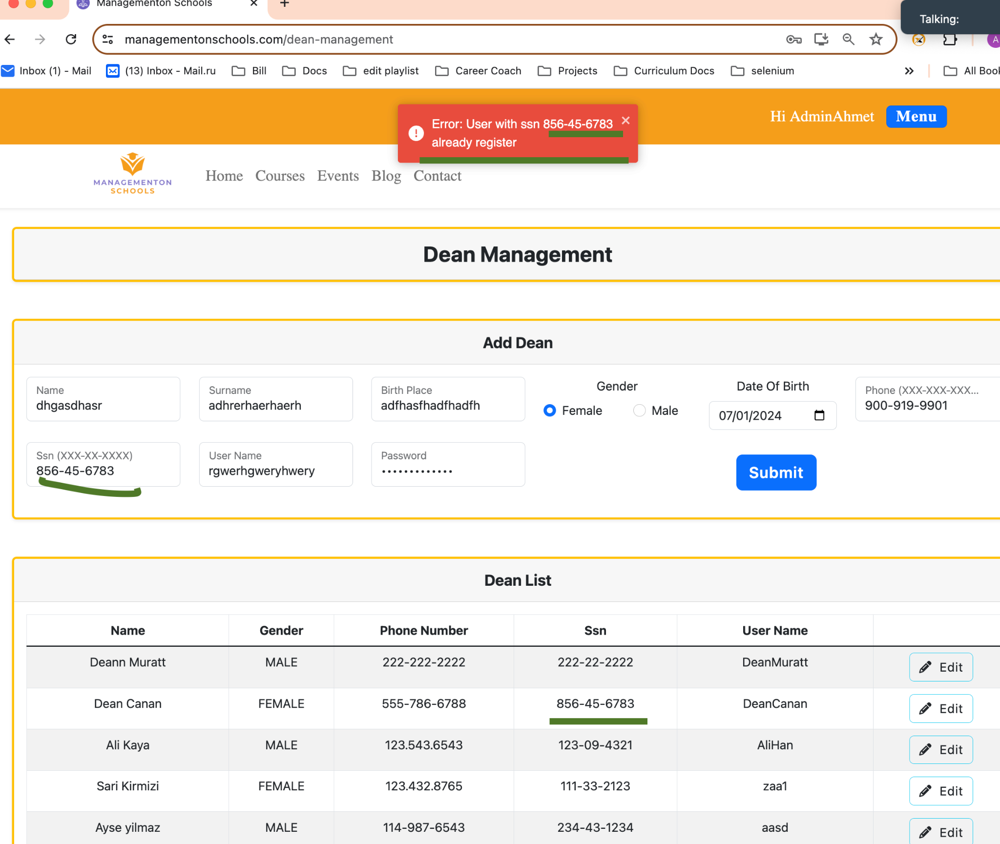 Managementon Schools
Talking:
managementonschools.com/dean-management
A
Inbox (1) - Mail
(13) Inbox - Mail.ru
Bill
Docs
edit playlist
Career Coach
Projects
Curriculum Docs
selenium
All Book
Error: User with ssn 856-45-6783
already register
Hi AdminAhmet
Menu
MANAGEMENTON
SCHOOLS
Home
Courses
Events
Blog
Contact
Dean Management
Add Dean
Name
dhgasdhasr
Surname
adhrerhaerhaerh
Birth Place
adfhasfhadfhadfh
Gender
Female
Male
Date Of Birth
07/01/2024
Phone (XXX-XXX-XXX...
900-919-9901
Ssn (XXX-XX-XXXX)
856-45-6783
User Name
rgwerhgweryhwery
Password
•••••••••••••
Submit
Dean List
Name Gender Phone Number Ssn User Name
Deann Muratt MALE 222-222-2222 222-22-2222 DeanMuratt Edit
Dean Canan FEMALE 555-786-6788 856-45-6783 DeanCanan Edit
Ali Kaya MALE 123.543.6543 123-09-4321 AliHan Edit
Sari Kirmizi FEMALE 123.432.8765 111-33-2123 zaa1 Edit
Ayse yilmaz MALE 114-987-6543 234-43-1234 aasd Edit